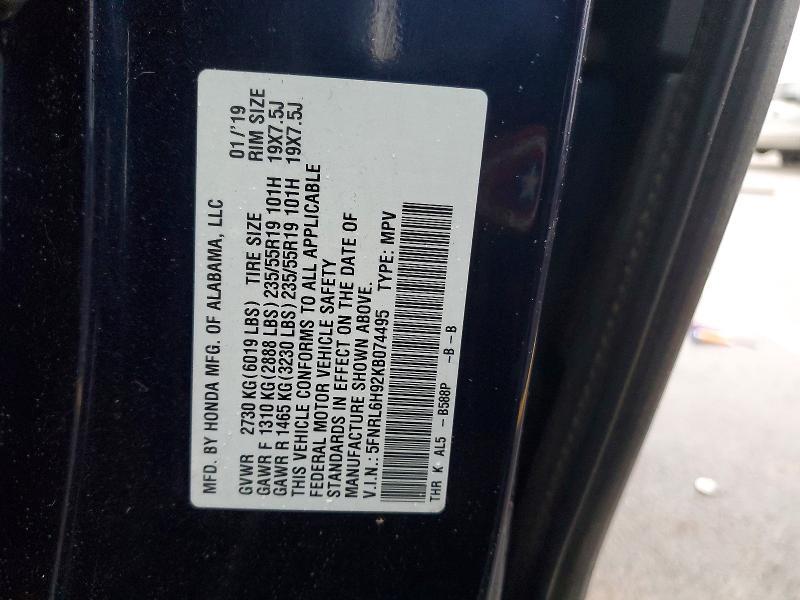 MFD. BY HONDA MFG. OF ALABAMA, LLC 01/'19
GVWR 2730 KG(6019 LBS) TIRE SIZE RIM SIZE
GAWR F 1310 KG(2888 LBS)235/55R19 101H 19X7.5J
GAWR R 1465 KG(3230 LBS)235/55R19 101H 19X7.5J
THIS VEHICLE CONFORMS TO ALL APPLICABLE
FEDERAL MOTOR VEHICLE SAFETY
STANDARDS IN EFFECT ON THE DATE OF
MANUFACTURE SHOWN ABOVE.
V.I.N.: 5FNRL6H92KB074495 TYPE: MPV
THR K AL5 -B588P -B -B